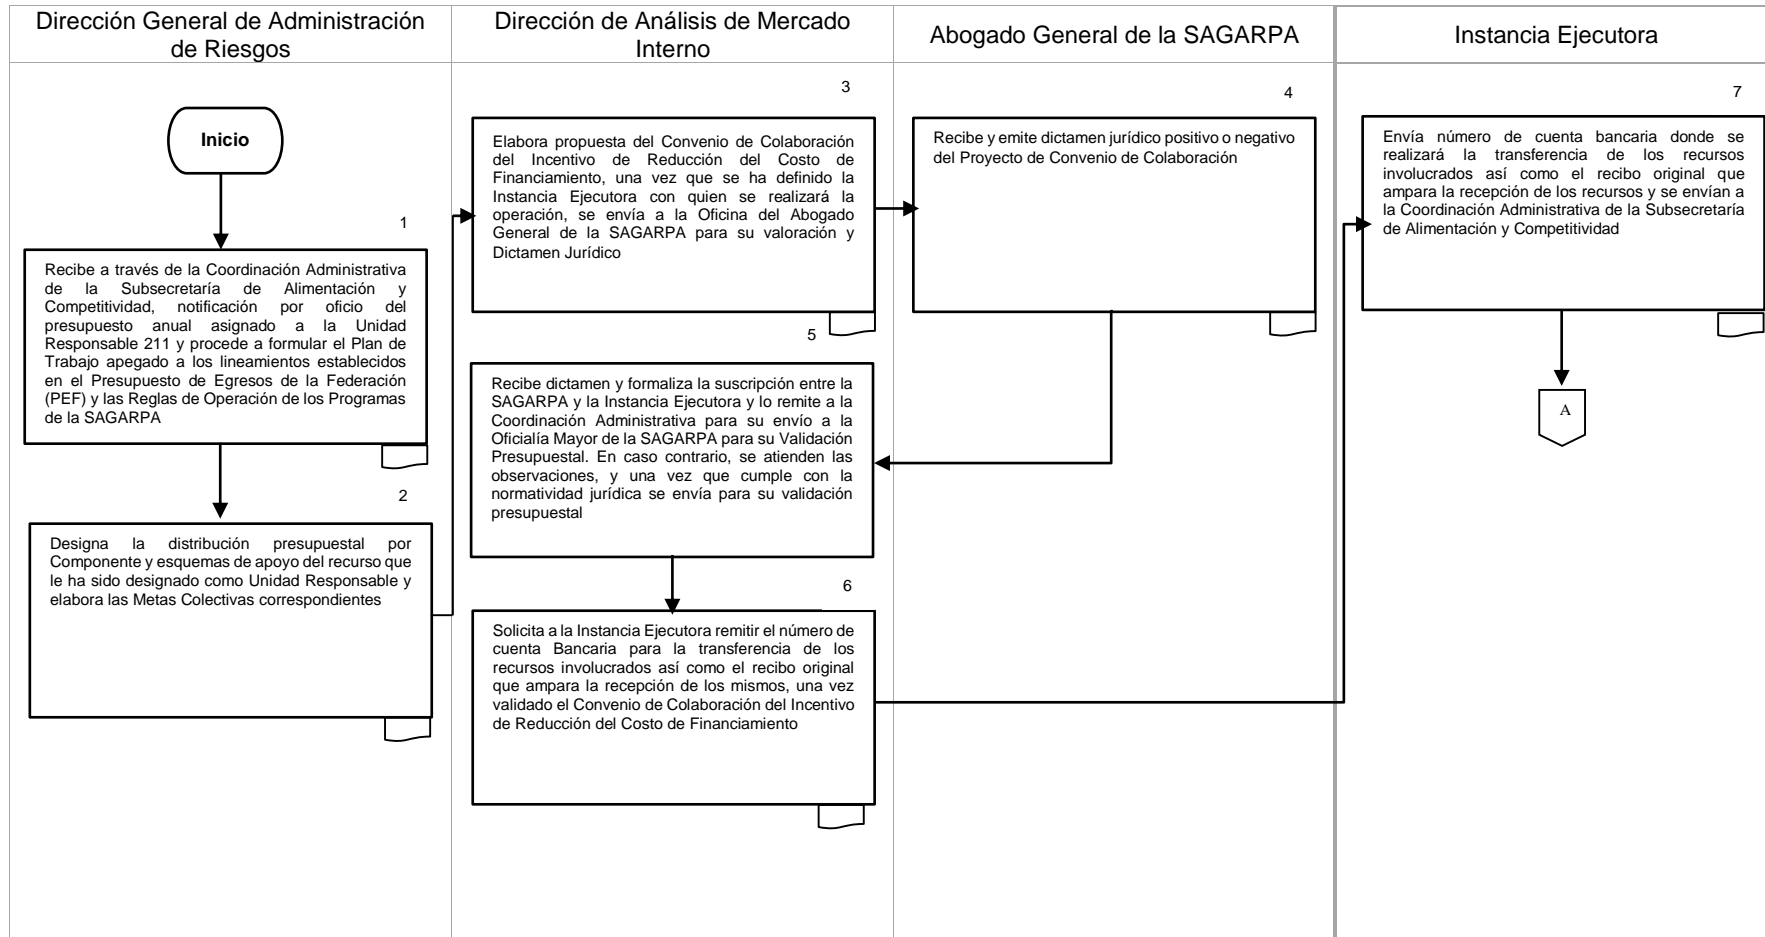 Dirección General de Administración
de Riesgos
Dirección de Análisis de Mercado
Interno
Abogado General de la SAGARPA
Instancia Ejecutora
Inicio
1
Recibe a través de la Coordinación Administrativa
de la Subsecretaría de Alimentación y
Competitividad, notificación por oficio del
presupuesto anual asignado a la Unidad
Responsable 211 y procede a formular el Plan de
Trabajo apegado a los lineamientos establecidos
en el Presupuesto de Egresos de la Federación
(PEF) y las Reglas de Operación de los Programas
de la SAGARPA
2
Designa la distribución presupuestal por
Componente y esquemas de apoyo del recurso que
le ha sido designado como Unidad Responsable y
elabora las Metas Colectivas correspondientes
3
Elabora propuesta del Convenio de Colaboración
del Incentivo de Reducción del Costo de
Financiamiento, una vez que se ha definido la
Instancia Ejecutora con quien se realizará la
operación, se envía a la Oficina del Abogado
General de la SAGARPA para su valoración y
Dictamen Jurídico
4
Recibe y emite dictamen jurídico positivo o negativo
del Proyecto de Convenio de Colaboración
5
Recibe dictamen y formaliza la suscripción entre la
SAGARPA y la Instancia Ejecutora y lo remite a la
Coordinación Administrativa para su envío a la
Oficialía Mayor de la SAGARPA para su Validación
Presupuestal. En caso contrario, se atienden las
observaciones, y una vez que cumple con la
normatividad jurídica se envía para su validación
presupuestal
6
Solicita a la Instancia Ejecutora remitir el número de
cuenta Bancaria para la transferencia de los
recursos involucrados así como el recibo original
que ampara la recepción de los mismos, una vez
validado el Convenio de Colaboración del Incentivo
de Reducción del Costo de Financiamiento
7
Envía número de cuenta bancaria donde se
realizará la transferencia de los recursos
involucrados así como el recibo original que
ampara la recepción de los recursos y se envían a
la Coordinación Administrativa de la Subsecretaría
de Alimentación y Competitividad
A